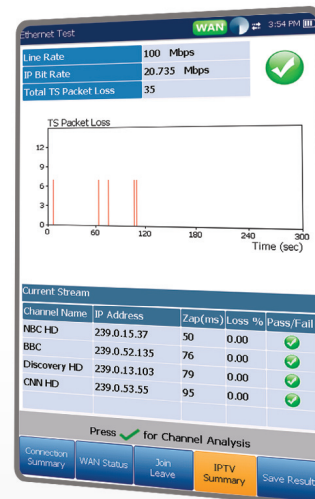 Ethernet Test WAN 3:54 PM
Line Rate 100 Mbps
IP Bit Rate 20.735 Mbps
Total TS Packet Loss 35
TS Packet Loss
12
9
6
3
0
0 60 120 180 240 300
Time (sec)
Current Stream
Channel Name IP Address Zap(ms) Loss % Pass/Fail
NBC HD 239.0.15.37 50 0.00
BBC 239.0.52.135 76 0.00
Discovery HD 239.0.13.103 79 0.00
CNN HD 239.0.53.55 95 0.00
Press for Channel Analysis
Connection Summary
WAN Status
Join Leave
IPTV Summary
Save Result